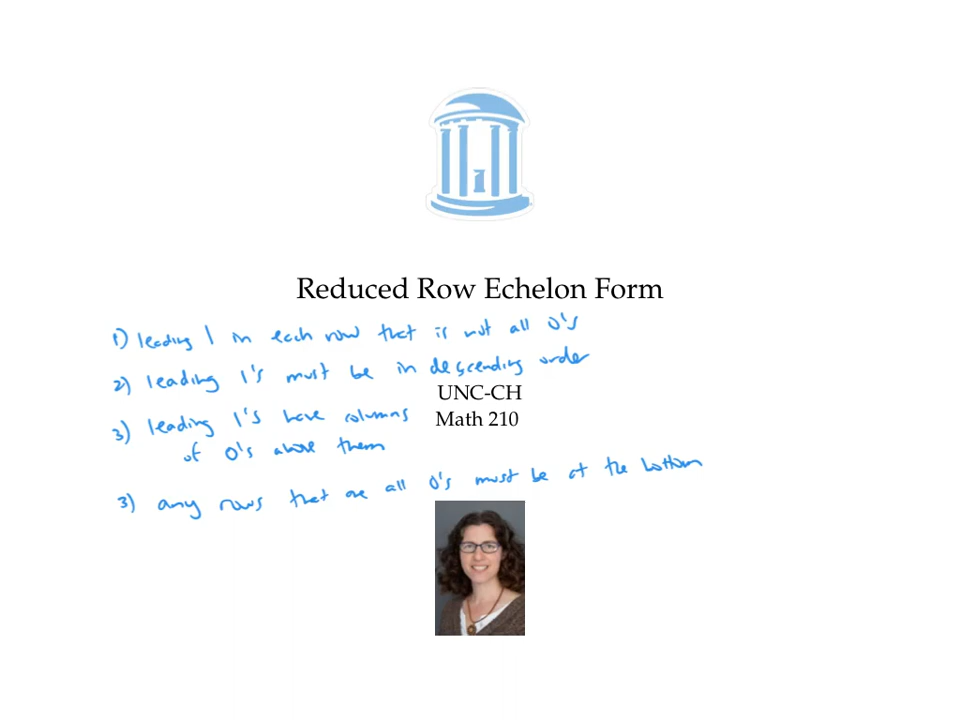 Reduced Row Echelon Form
1) leading 1 in each row that is not all 0's
2) leading 1's must be in descending order
UNC-CH
3) leading 1's have columns
Math 210
of 0's above them
3) any rows that are all 0's must be at the bottom